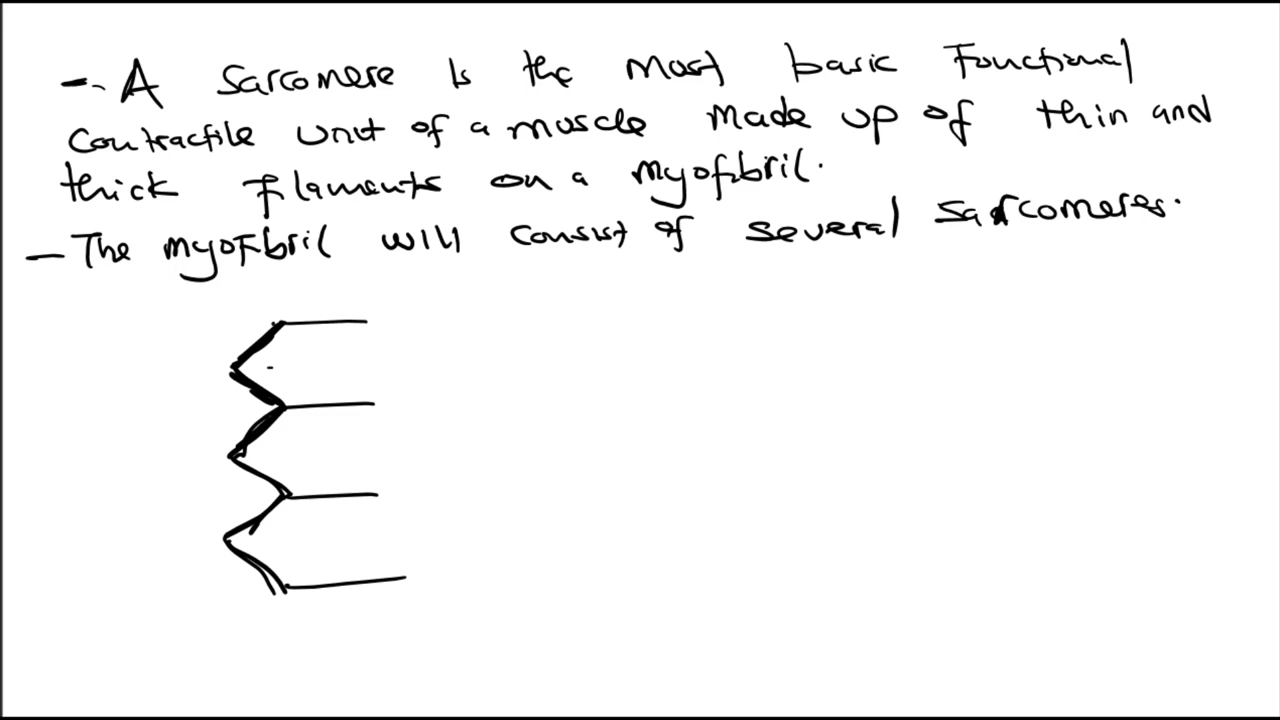 -. A Sarcomere is the most basic Functional
contractile unit of a muscle made up of thin and
thick filaments on a myofibril.
- The myofibril will consist of several sarcomeres.